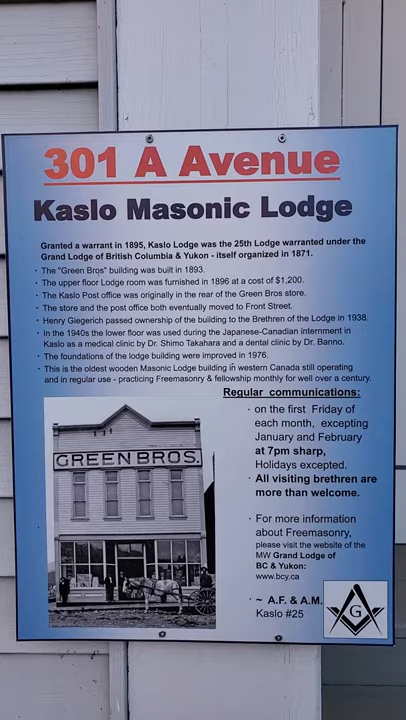 301 A Avenue
Kaslo Masonic Lodge
Granted a warrant in 1895, Kaslo Lodge was the 25th Lodge warranted under the
Grand Lodge of British Columbia & Yukon - itself organized in 1871.
· The "Green Bros" building was built in 1893.
· The upper floor Lodge room was furnished in 1896 at a cost of $1,200.
· The Kaslo Post office was originally in the rear of the Green Bros store.
· The store and the post office both eventually moved to Front Street.
· Henry Giegerich passed ownership of the building to the Brethren of the Lodge in 1938.
· In the 1940s the lower floor was used during the Japanese-Canadian internment in
Kaslo as a medical clinic by Dr. Shimo Takahara and a dental clinic by Dr. Banno.
· The foundations of the lodge building were improved in 1976.
· This is the oldest wooden Masonic Lodge building in western Canada still operating
and in regular use - practicing Freemasonry & fellowship monthly for well over a century.
Regular communications:
· on the first Friday of
each month, excepting
January and February
at 7pm sharp,
Holidays excepted.
· All visiting brethren are
more than welcome.
· For more information
about Freemasonry,
please visit the website of the
MW Grand Lodge of
BC & Yukon:
www.bcy.ca
· ~ A.F. & A.M.
Kaslo #25
GREEN BROS.
G